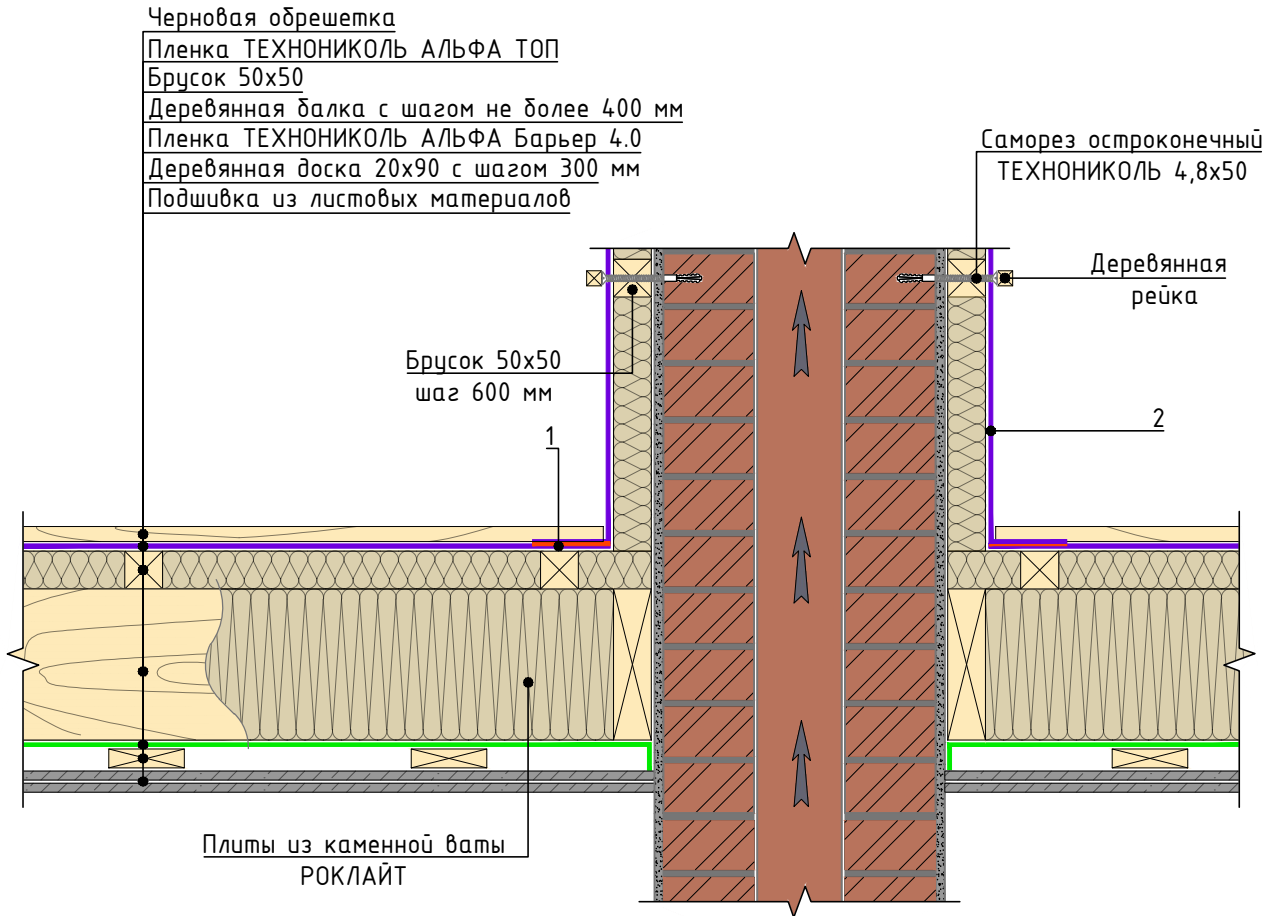 Черновая обрешетка
Пленка ТЕХНОНИКОЛЬ АЛЬФА ТОП
Брусок 50х50
Деревянная балка с шагом не более 400 мм
Пленка ТЕХНОНИКОЛЬ АЛЬФА Барьер 4.0
Деревянная доска 20х90 с шагом 300 мм
Подшивка из листовых материалов
Саморез остроконечный
ТЕХНОНИКОЛЬ 4,8х50
Деревянная
рейка
Брусок 50х50
шаг 600 мм
1
2
Плиты из каменной ваты
РОКЛАЙТ